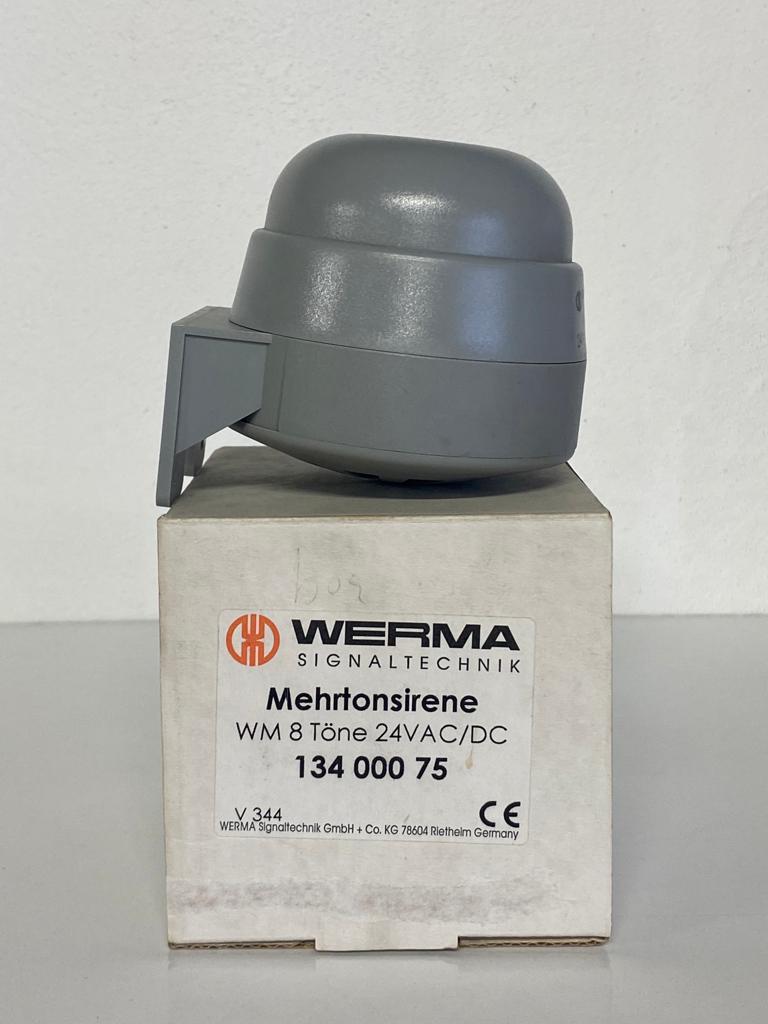 WERMA
SIGNALTECHNIK
Mehrtonsirene
WM 8 Töne 24VAC/DC
134 000 75
V 344
CE
WERMA Signaltechnik GmbH + Co. KG 78604 Rietheim Germany